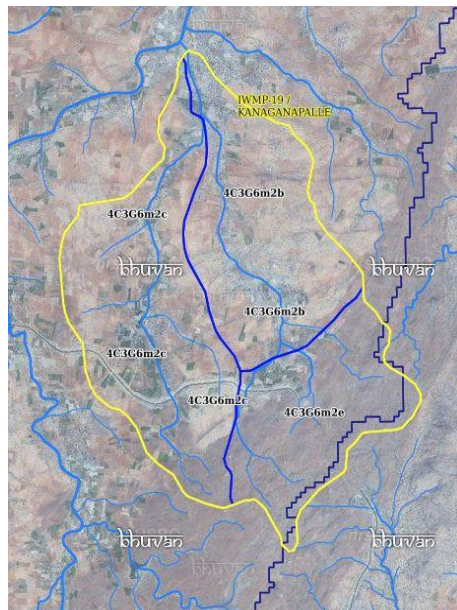 IWMP-19 /
KANAGANAPALLE
4C3G6m2b
4C3G6m2c
bhuvan
bhuvan
4C3G6m2b
4C3G6m2c
4C3G6m2c
4C3G6m2e
bhuvan
bhuvan